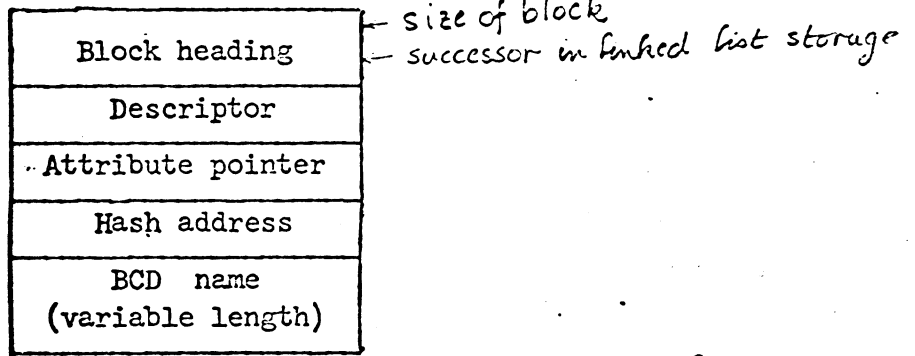 size of block
Block heading
successor in linked list storage
Descriptor
Attribute pointer
Hash address
BCD name
(variable length)